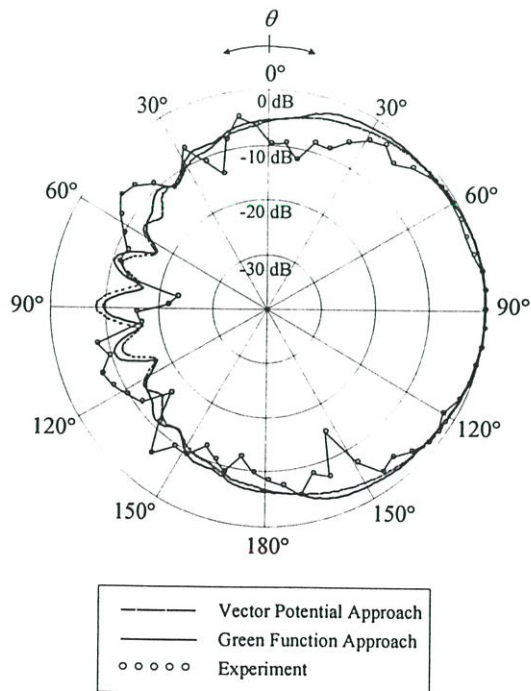 θ
0°
0 dB
30°
30°
-10 dB
60°
60°
-20 dB
-30 dB
90°
90°
120°
120°
150°
150°
180°
Vector Potential Approach
Green Function Approach
Experiment